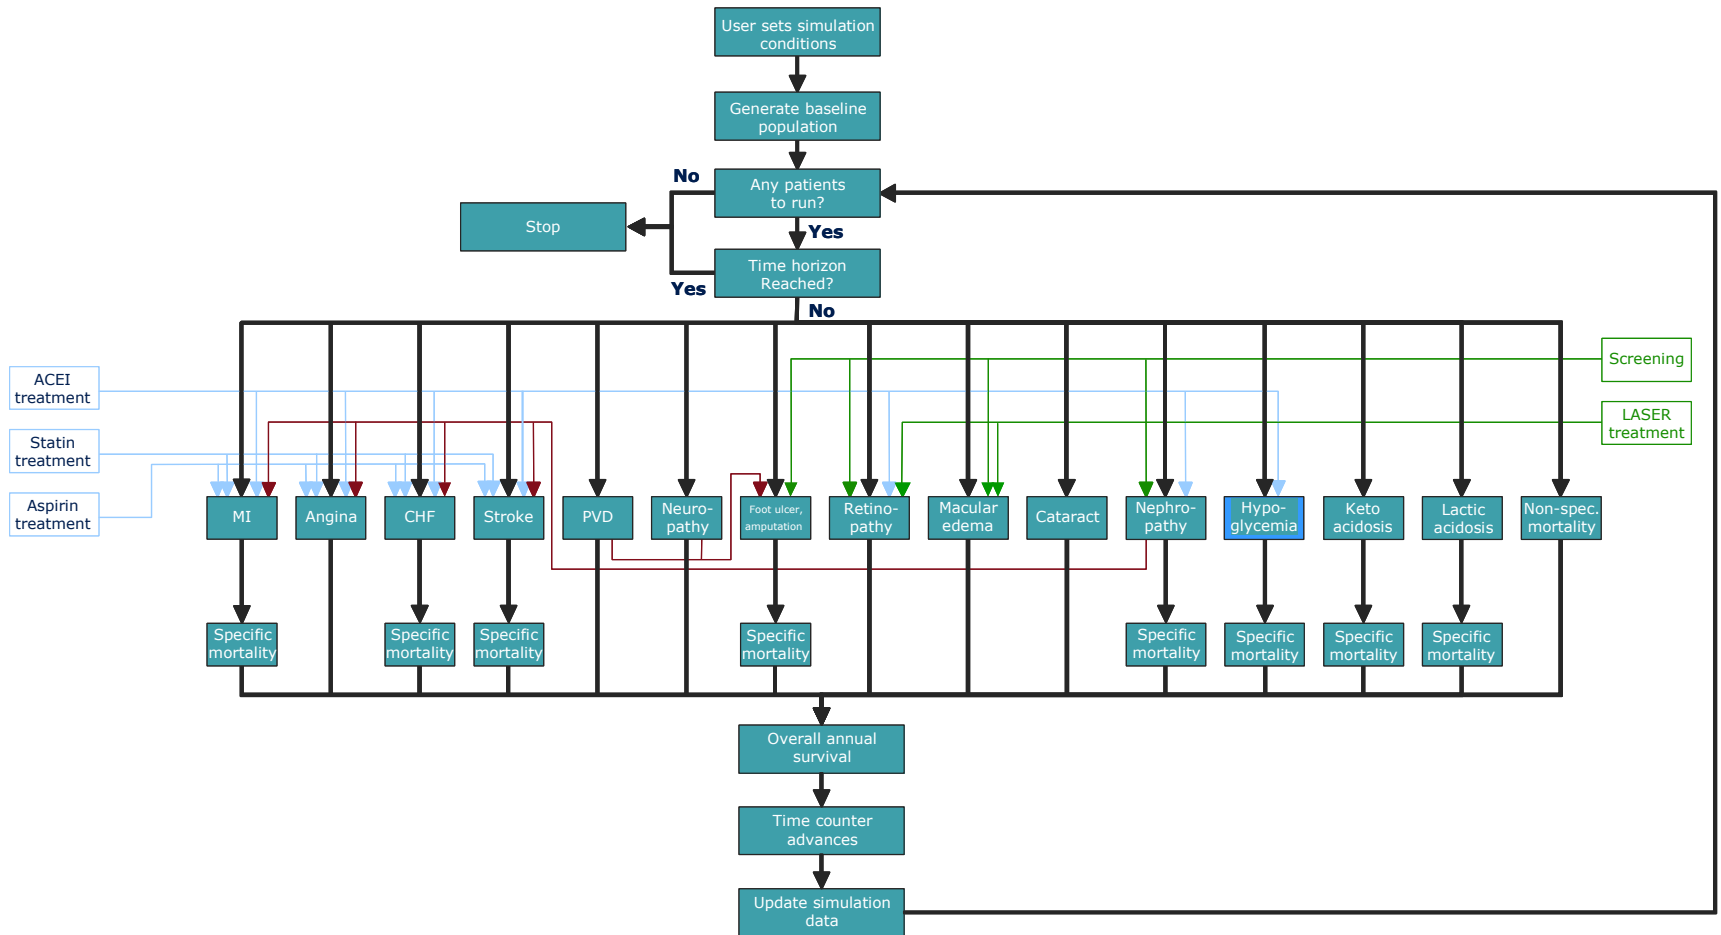 User sets simulation
conditions
Generate baseline
population
No
Any patients
to run?
Stop
Yes
Time horizon
Reached?
Yes
No
Screening
ACEI
treatment
LASER
treatment
Statin
treatment
Aspirin
treatment
MI
Angina
CHF
Stroke
PVD
Neuro-
pathy
Foot ulcer,
amputation
Retino-
pathy
Macular
edema
Cataract
Nephro-
pathy
Hypo-
glycemia
Keto
acidosis
Lactic
acidosis
Non-spec.
mortality
Specific
mortality
Specific
mortality
Specific
mortality
Specific
mortality
Specific
mortality
Specific
mortality
Specific
mortality
Specific
mortality
Overall annual
survival
Time counter
advances
Update simulation
data